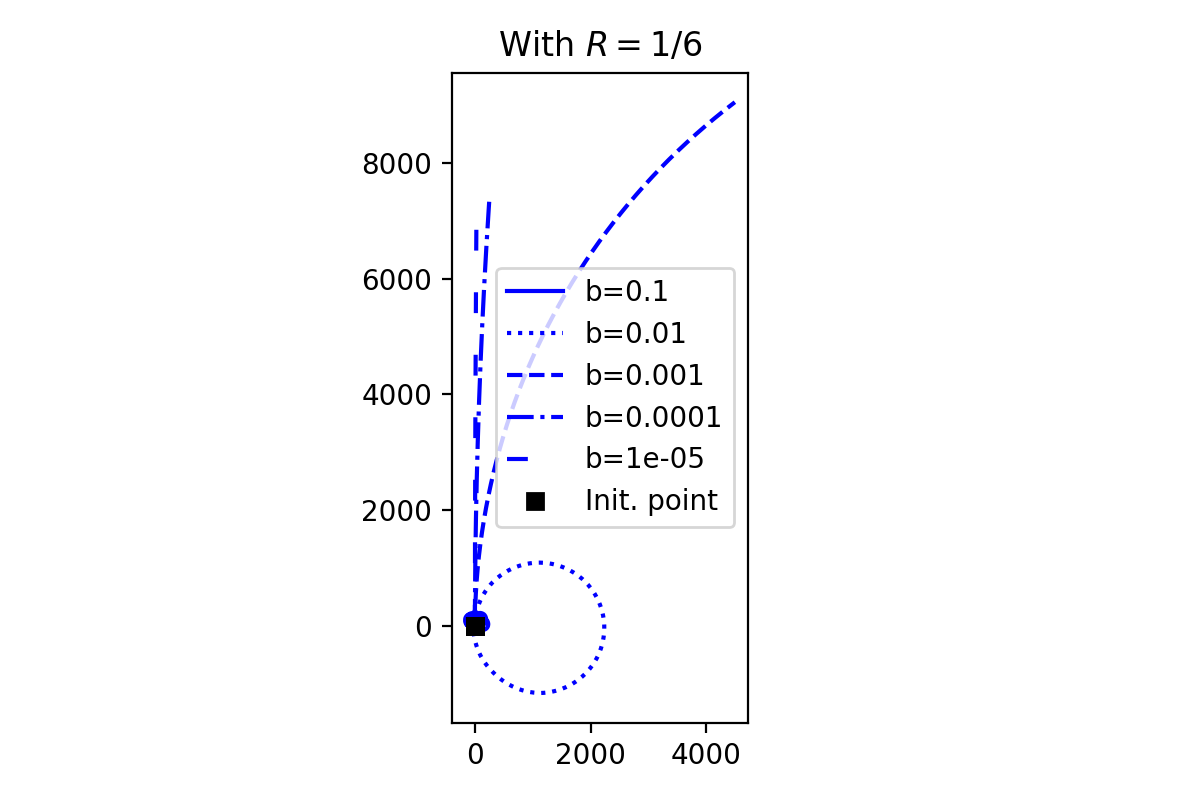 With R = 1/6
8000
6000
4000
2000
0
b=0.1
b=0.01
b=0.001
b=0.0001
b=1e-05
Init. point
0 2000 4000